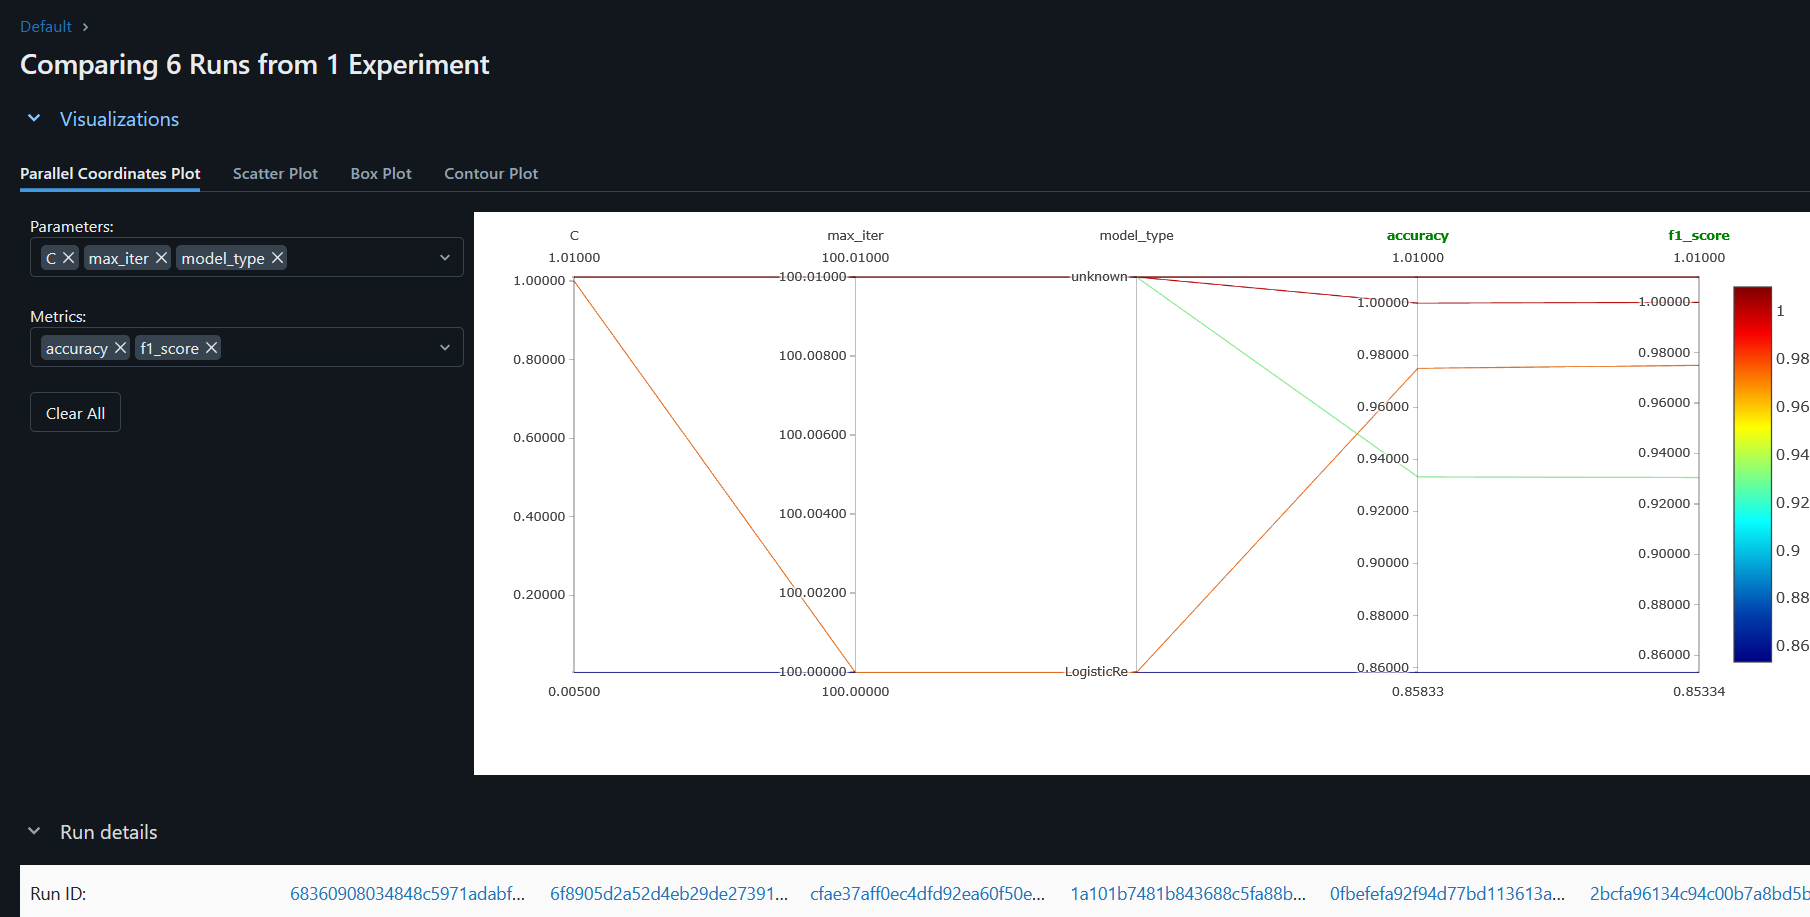 Default ›
Comparing 6 Runs from 1 Experiment
Visualizations
Parallel Coordinates Plot Scatter Plot Box Plot Contour Plot
Parameters:
C × max_iter × model_type ×
Metrics:
accuracy × f1_score ×
Clear All
C max_iter model_type accuracy f1_score
1.01000 100.01000 1.01000 1.01000
1.00000 100.01000 unknown 1.00000 1.00000 1
0.80000 100.00800 0.98000 0.98000 0.98
0.60000 100.00600 0.96000 0.96000 0.96
0.40000 100.00400 0.94000 0.94000 0.94
0.20000 100.00200 0.92000 0.92000 0.92
100.00000 LogisticRe 0.90000 0.90000 0.9
0.88000 0.88000 0.88
0.86000 0.86000 0.86
0.00500 100.00000 0.85833 0.85334
Run details
Run ID: 68360908034848c5971adabf... 6f8905d2a52d4eb29de27391... cfae37aff0ec4dfd92ea60f50e... 1a101b7481b843688c5fa88b... 0fbefefa92f94d77bd113613a... 2bcfa96134c94c00b7a8bd5b